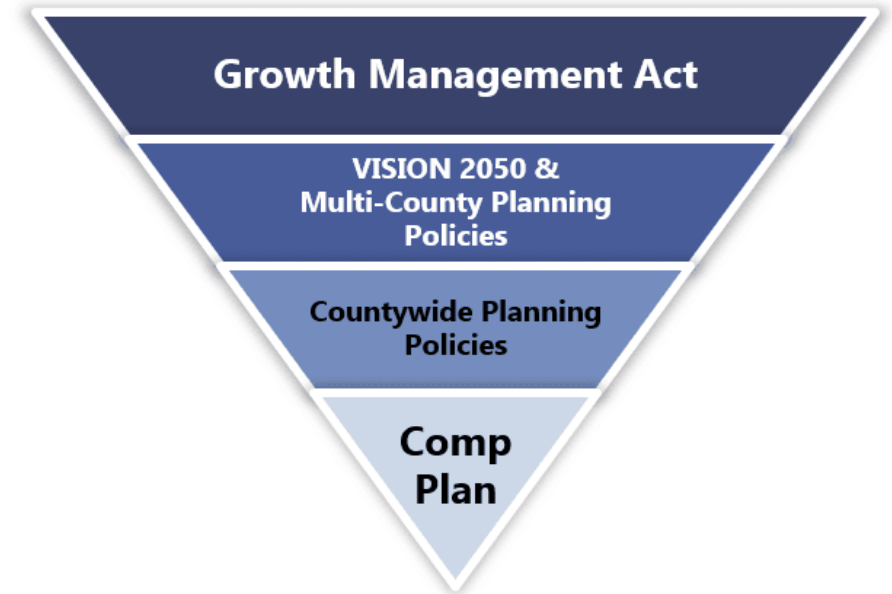 Growth Management Act
VISION 2050 &
Multi-County Planning
Policies
Countywide Planning
Policies
Comp
Plan